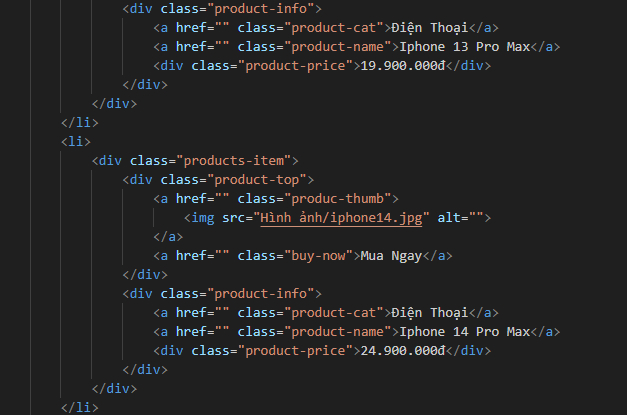 <div class="product-info">
<a href="" class="product-cat">Điện Thoại</a>
<a href="" class="product-name">Iphone 13 Pro Max</a>
<div class="product-price">19.900.000đ</div>
</div>
</div>
</li>
<li>
<div class="products-item">
<div class="product-top">
<a href="" class="produc-thumb">
<img src="Hình ảnh/iphone14.jpg" alt="">
</a>
<a href="" class="buy-now">Mua Ngay</a>
</div>
<div class="product-info">
<a href="" class="product-cat">Điện Thoại</a>
<a href="" class="product-name">Iphone 14 Pro Max</a>
<div class="product-price">24.900.000đ</div>
</div>
</div>
</li>